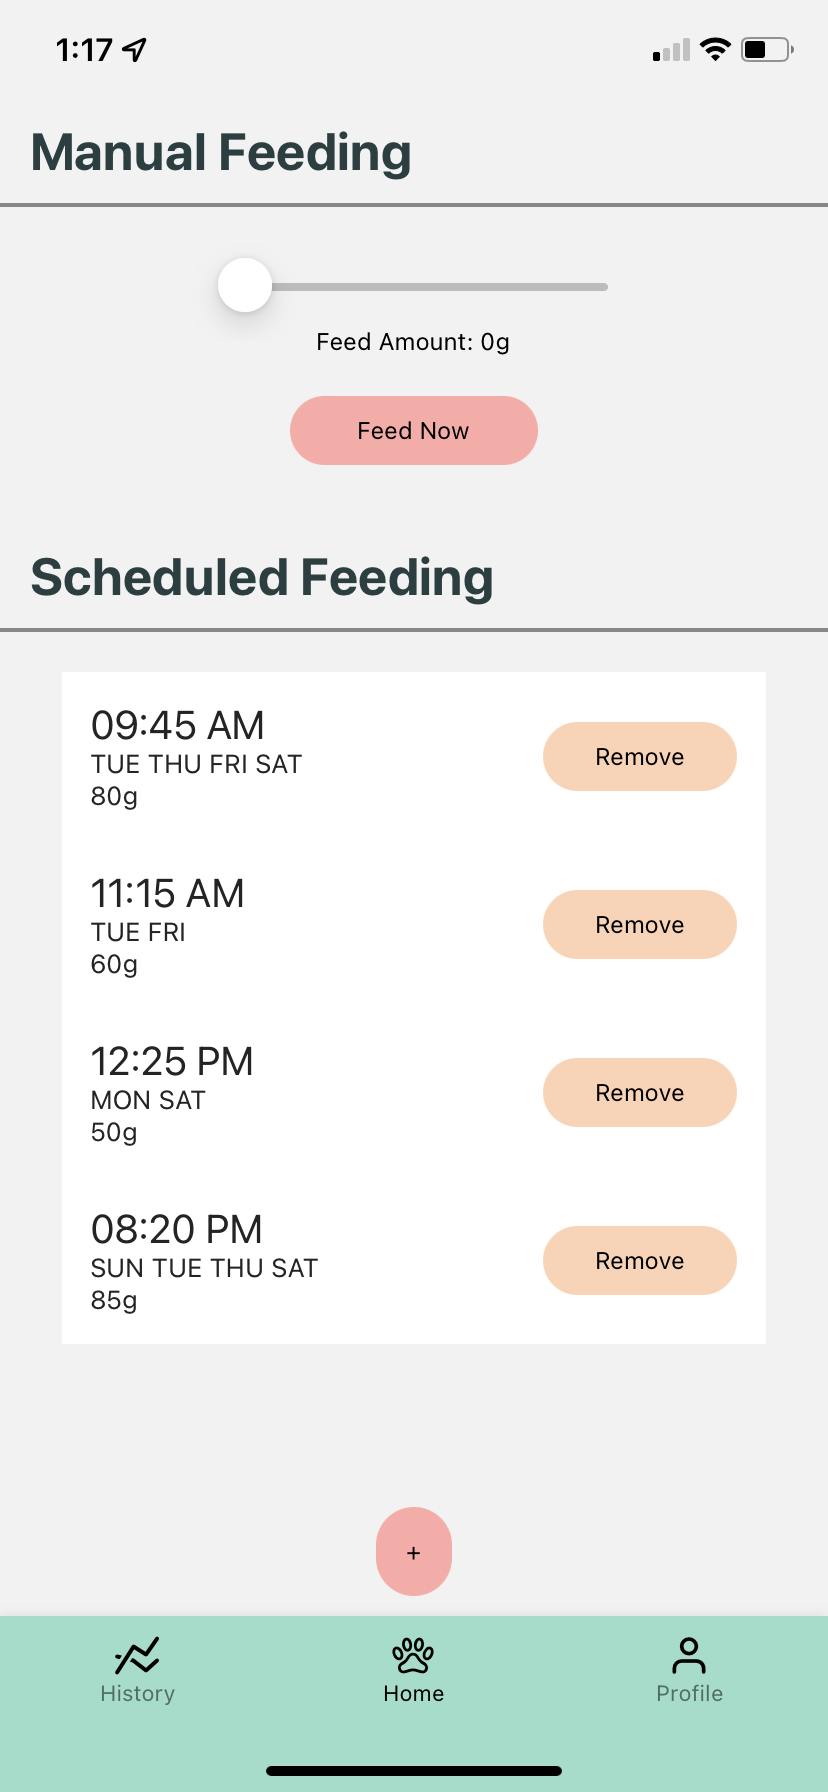 1:17
Manual Feeding
Feed Amount: 0g
Feed Now
Scheduled Feeding
09:45 AM
TUE THU FRI SAT
80g
Remove
11:15 AM
TUE FRI
60g
Remove
12:25 PM
MON SAT
50g
Remove
08:20 PM
SUN TUE THU SAT
85g
Remove
+
History
Home
Profile